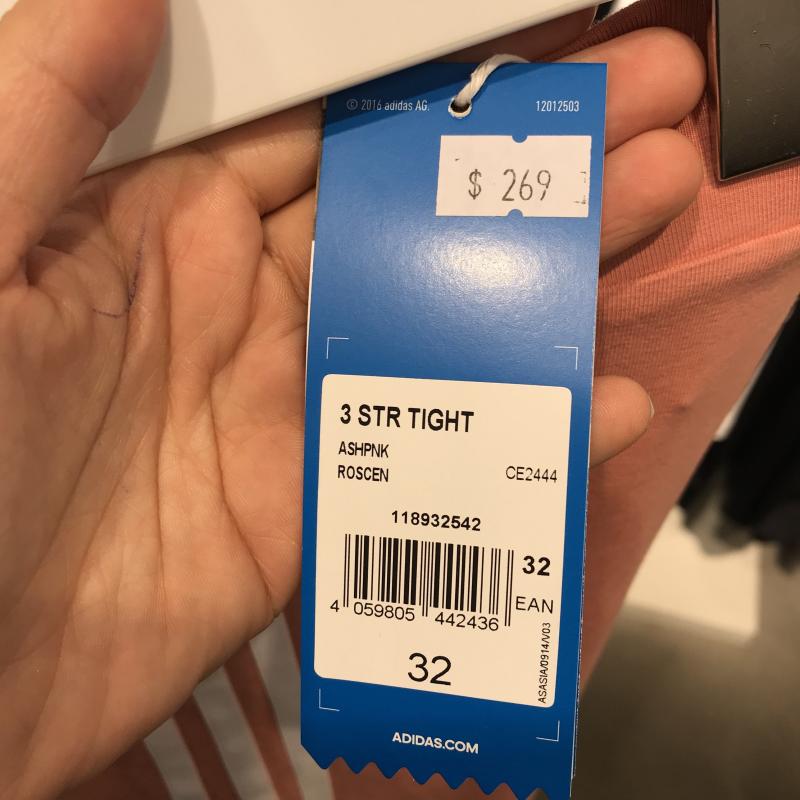 © 2016 adidas AG.
12012503
$ 269
3 STR TIGHT
ASHPNK
ROSCEN
CE2444
118932542
32
EAN
4 059805 442436
32
ASASIA/0914/V03
ADIDAS.COM